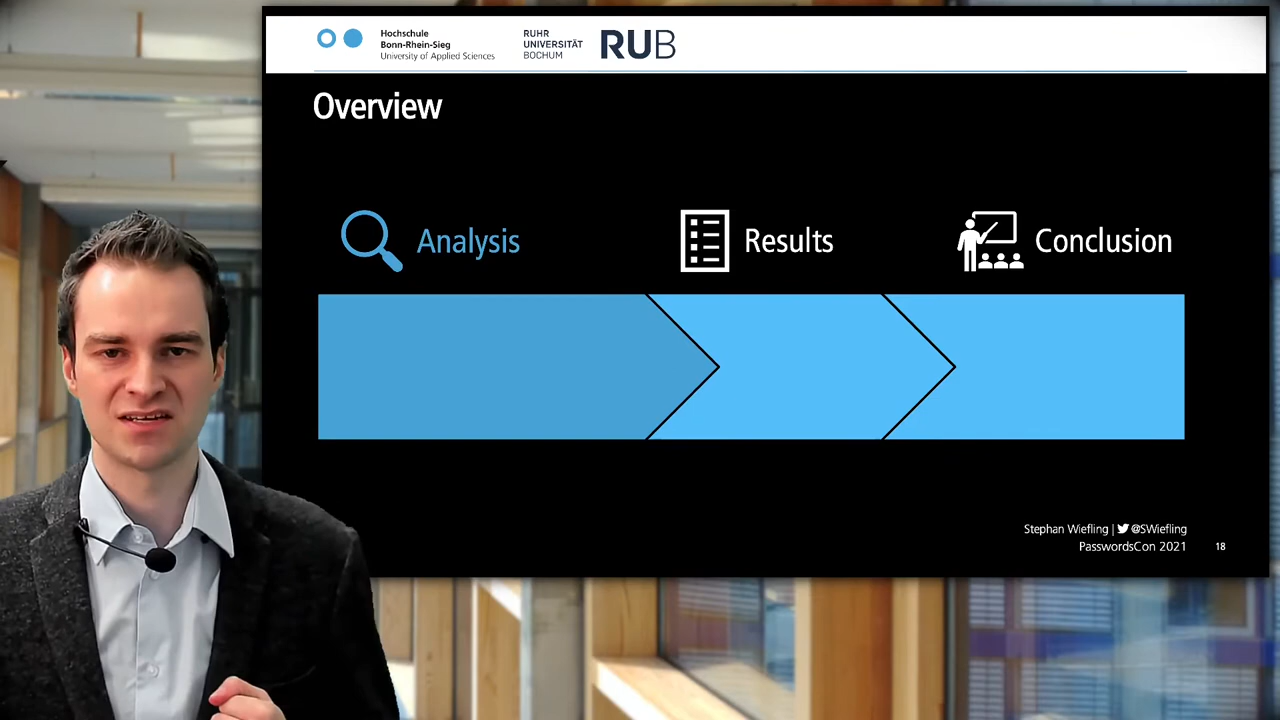 Hochschule
Bonn-Rhein-Sieg
University of Applied Sciences
RUHR
UNIVERSITÄT
BOCHUM
RUB
Overview
Analysis
Results
Conclusion
Stephan Wiefling | @SWiefling
PasswordsCon 2021
18